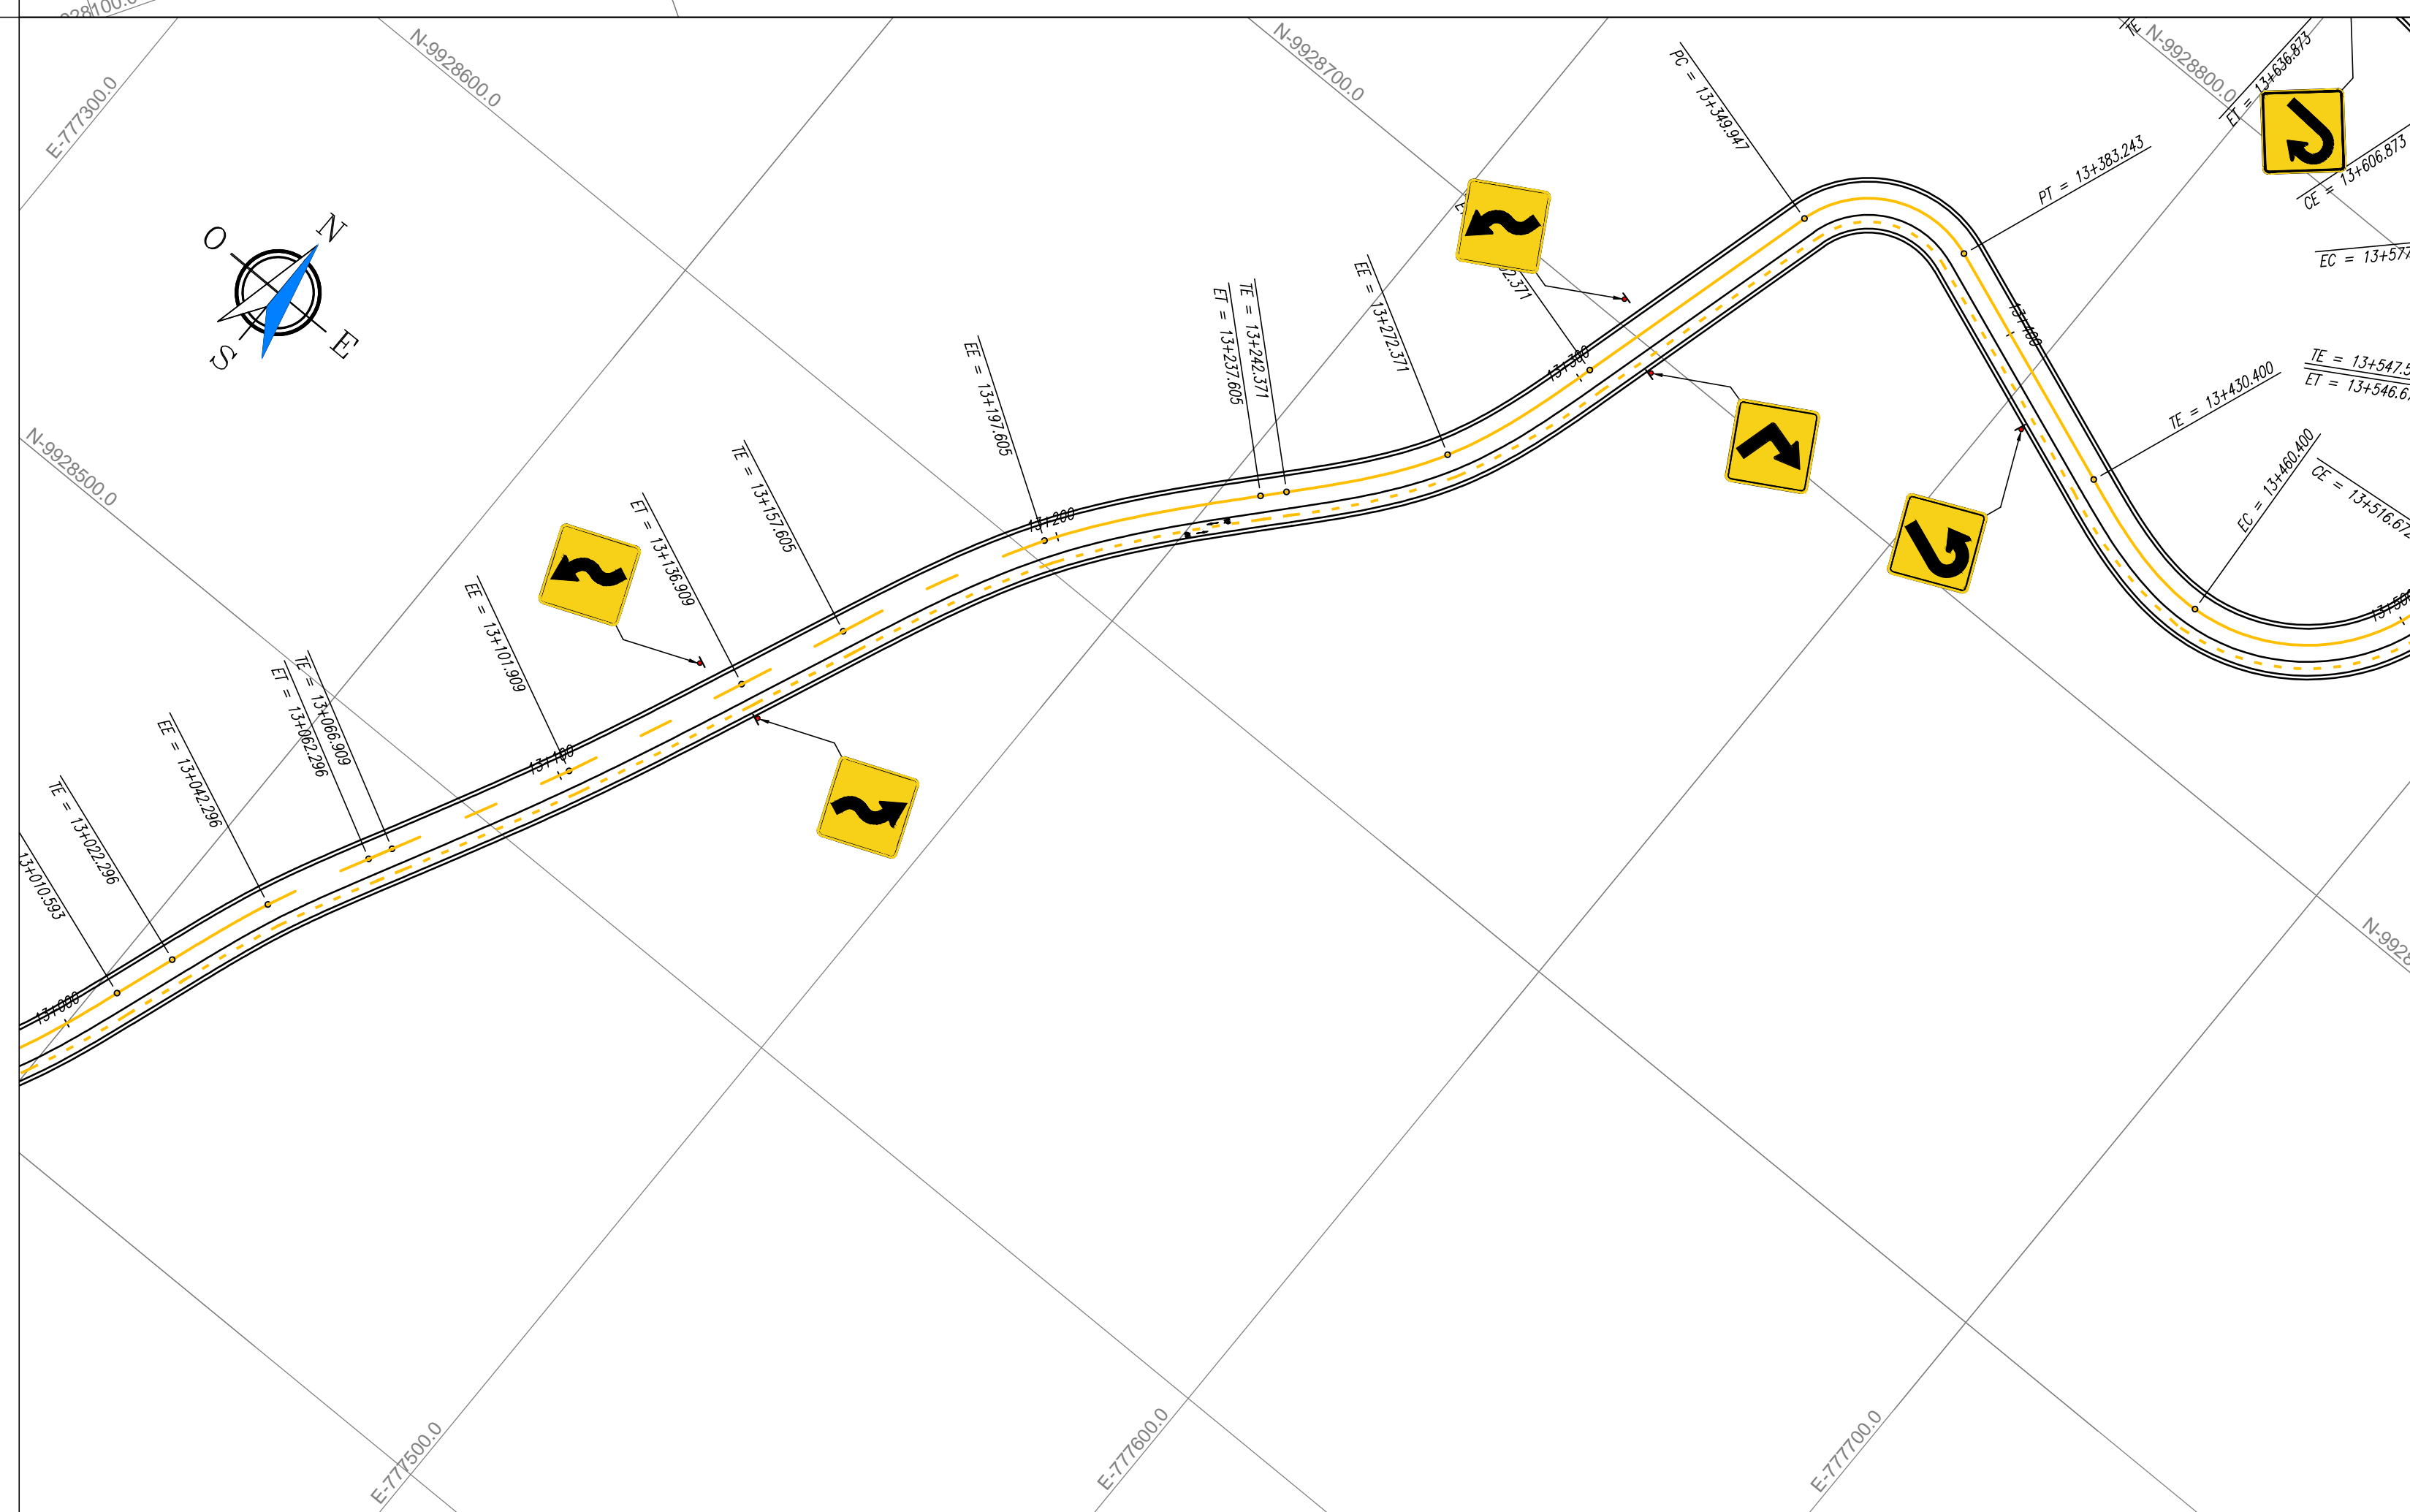 E-777300.0
N-9928600.0
N-9928700.0
N-9928800.0
PC = 13+349.947
PT = 13+383.243
ET = 13+636.873
CE = 13+606.873
EC = 13+577
O
N
S
E
N-9928500.0
EE = 13+197.605
ET = 13+237.605
TE = 13+242.371
EE = 13+272.371
13+300
13+400
TE = 13+430.400
TE = 13+547.5
ET = 13+546.6
EC = 13+460.400
CE = 13+516.672
13+500
TE = 13+157.605
ET = 13+136.909
EE = 13+101.909
13+200
TE = 13+066.909
ET = 13+062.296
EE = 13+042.296
TE = 13+022.296
13+010.593
13+100
13+000
N-992
E-777500.0
E-777600.0
E-777700.0